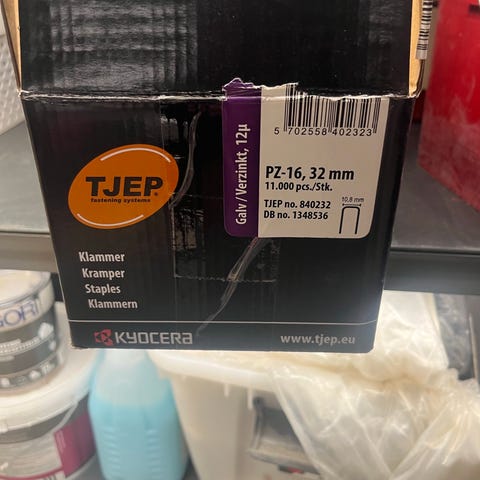 5 702558 402323
Galv/Verzinkt, 12µ
PZ-16, 32 mm
11.000 pcs./Stk.
TJEP no. 840232
DB no. 1348536
10,8 mm
TJEP®
fastening systems
Klammer
Kramper
Staples
Klammern
KYOCERA
www.tjep.eu
GORI